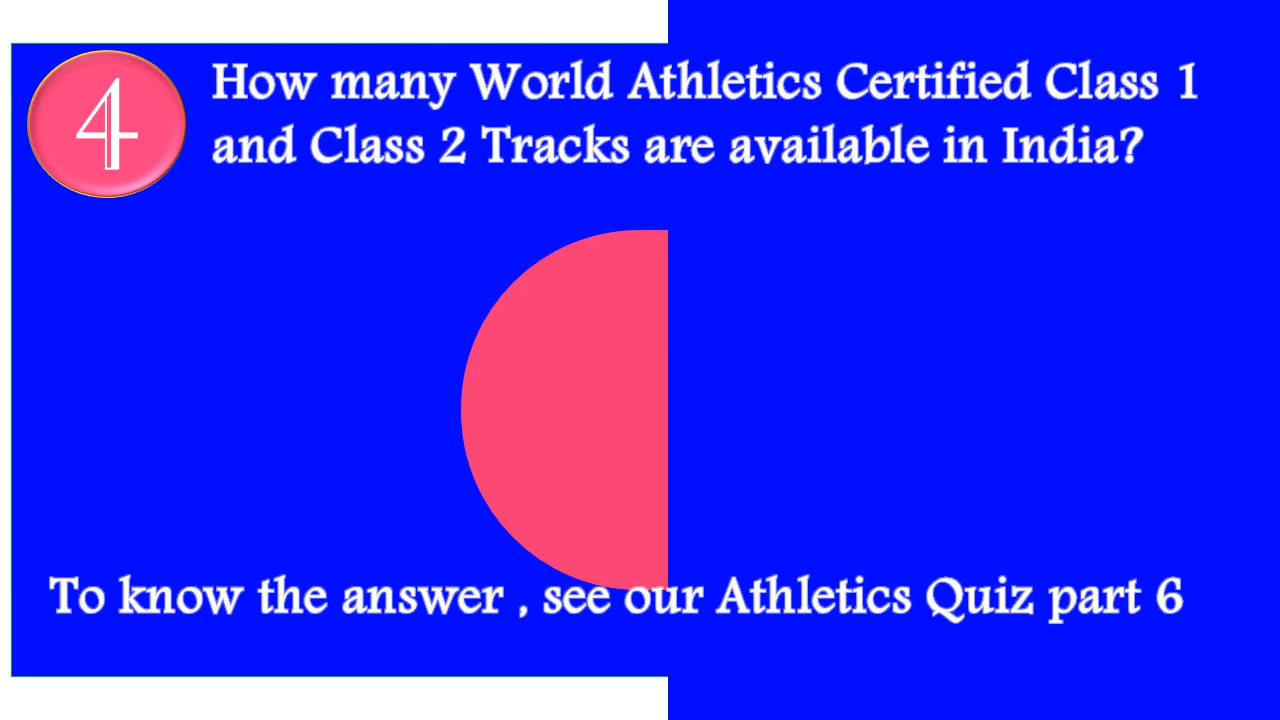 4
How many World Athletics Certified Class 1
and Class 2 Tracks are available in India?
To know the answer , see our Athletics Quiz part 6